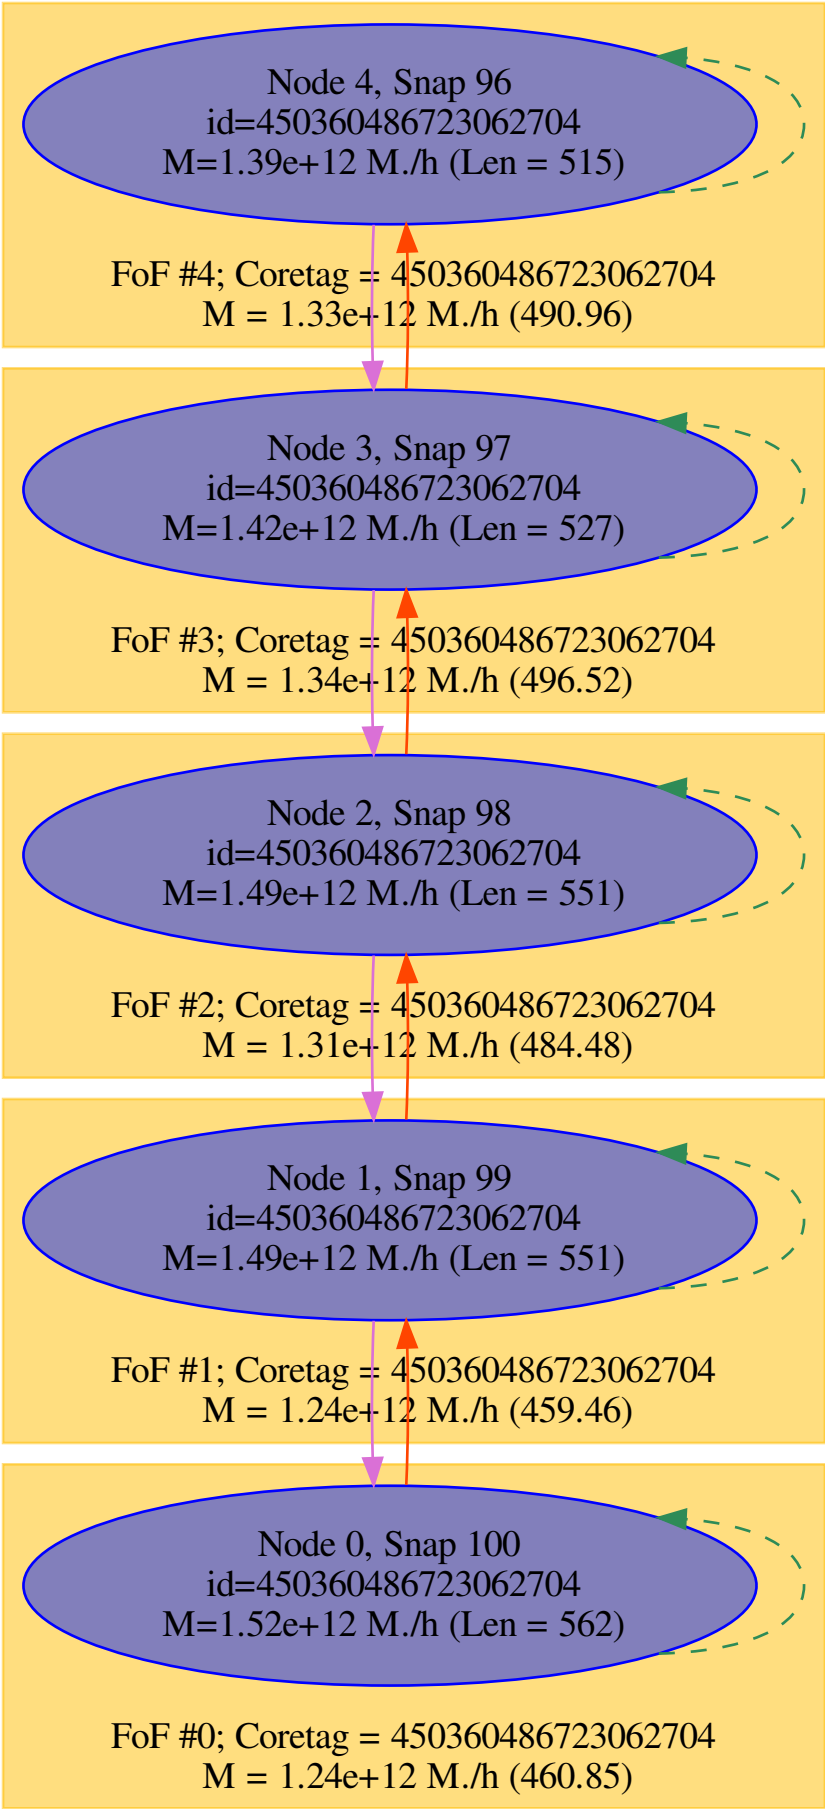 Node 4, Snap 96
id=450360486723062704
M=1.39e+12 M./h (Len = 515)
FoF #4; Coretag = 450360486723062704
M = 1.33e+12 M./h (490.96)
Node 3, Snap 97
id=450360486723062704
M=1.42e+12 M./h (Len = 527)
FoF #3; Coretag = 450360486723062704
M = 1.34e+12 M./h (496.52)
Node 2, Snap 98
id=450360486723062704
M=1.49e+12 M./h (Len = 551)
FoF #2; Coretag = 450360486723062704
M = 1.31e+12 M./h (484.48)
Node 1, Snap 99
id=450360486723062704
M=1.49e+12 M./h (Len = 551)
FoF #1; Coretag = 450360486723062704
M = 1.24e+12 M./h (459.46)
Node 0, Snap 100
id=450360486723062704
M=1.52e+12 M./h (Len = 562)
FoF #0; Coretag = 450360486723062704
M = 1.24e+12 M./h (460.85)